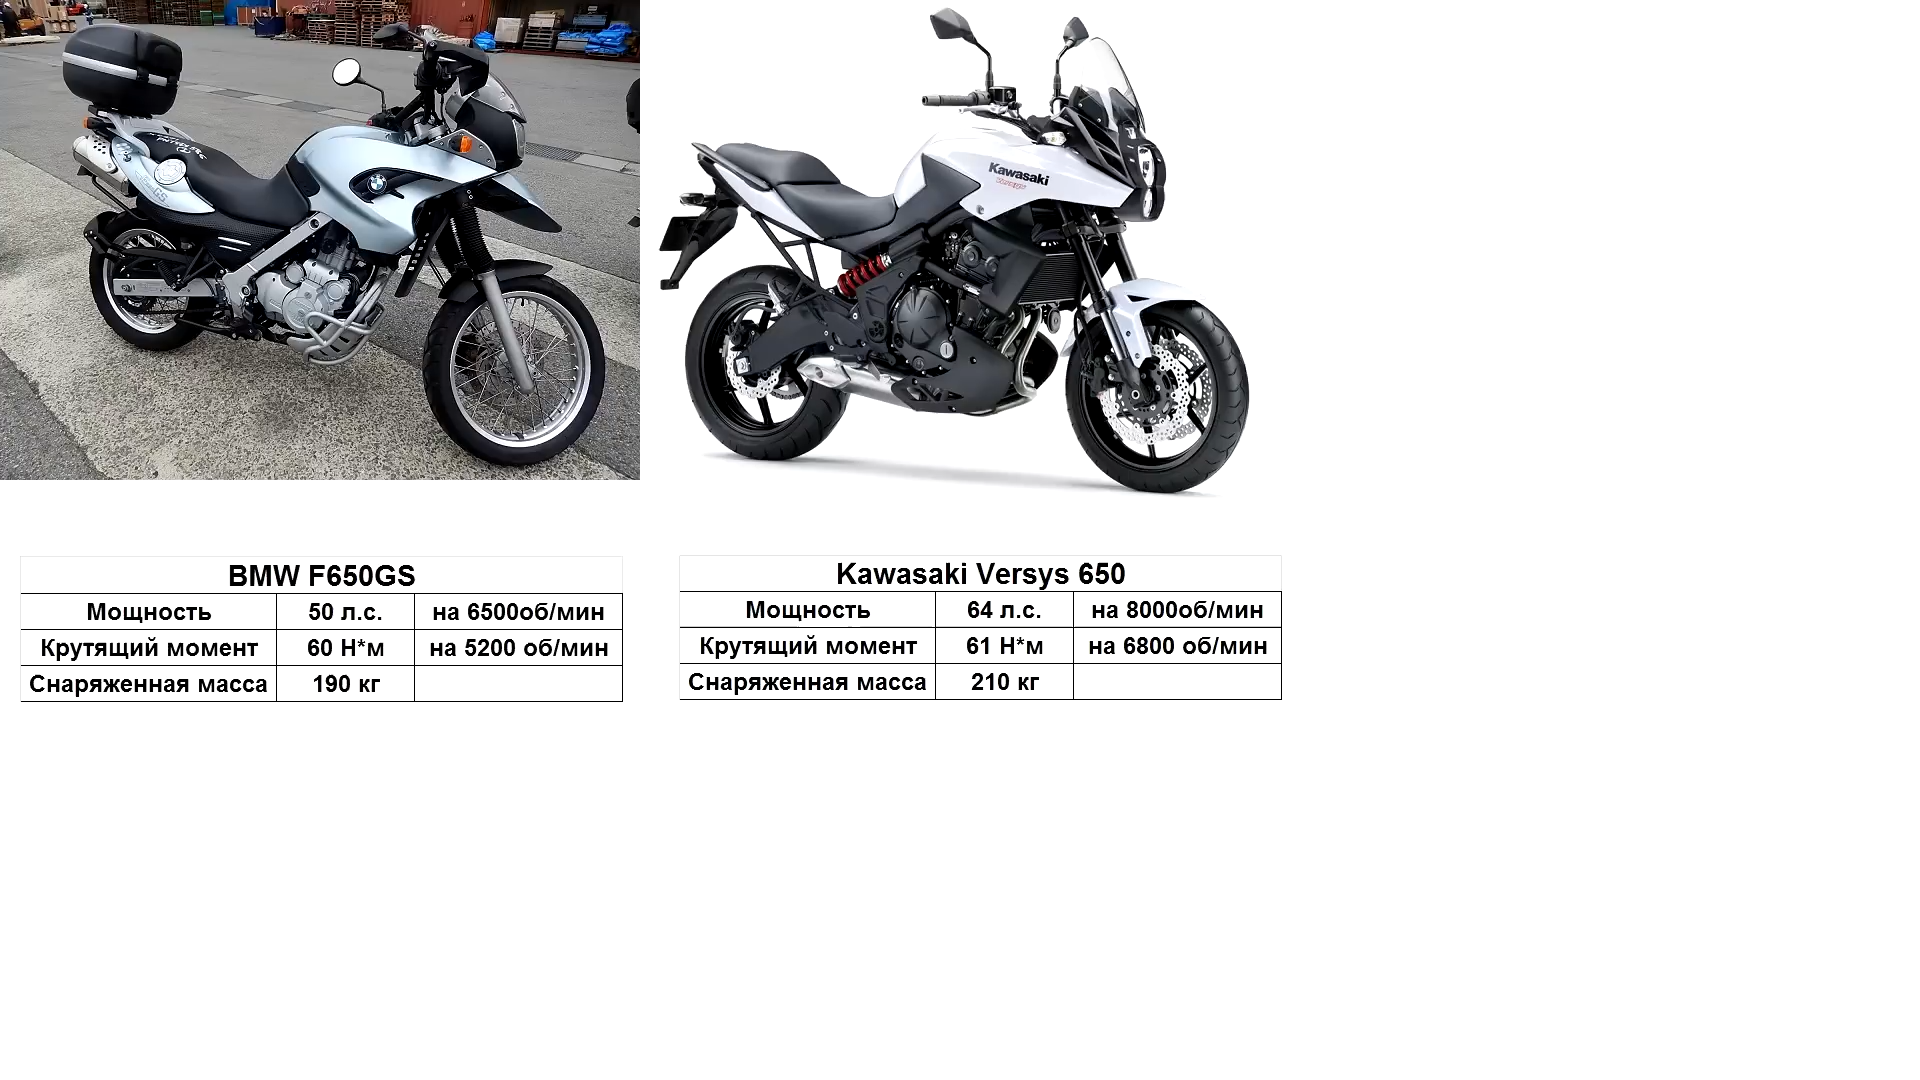 Kawasaki
BMW F650GS
Мощность 50 л.с. на 6500об/мин
Крутящий момент 60 Н*м на 5200 об/мин
Снаряженная масса 190 кг
Kawasaki Versys 650
Мощность 64 л.с. на 8000об/мин
Крутящий момент 61 Н*м на 6800 об/мин
Снаряженная масса 210 кг